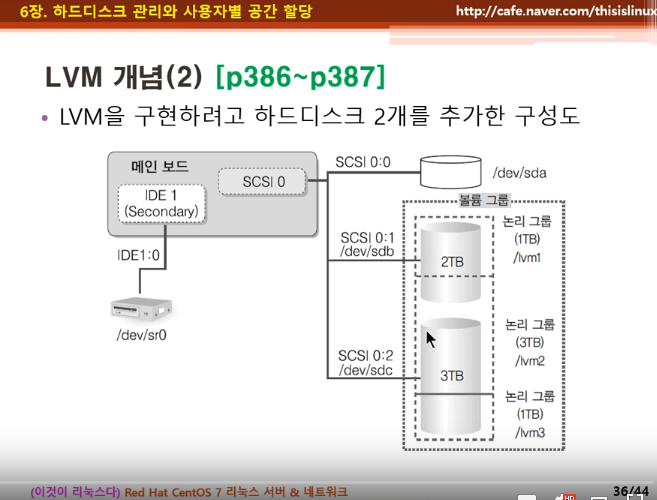 6장. 하드디스크 관리와 사용자별 공간 할당
http://cafe.naver.com/thisislinux
LVM 개념(2) [p386~p387]
• LVM을 구현하려고 하드디스크 2개를 추가한 구성도
메인 보드
IDE 1
(Secondary)
SCSI 0
SCSI 0:0
/dev/sda
볼륨 그룹
IDE1:0
/dev/sr0
SCSI 0:1
/dev/sdb
2TB
논리 그룹
(1TB)
/lvm1
SCSI 0:2
/dev/sdc
3TB
논리 그룹
(3TB)
/lvm2
논리 그룹
(1TB)
/lvm3
(이것이 리눅스다) Red Hat CentOS 7 리눅스 서버 & 네트워크
36/44
HD